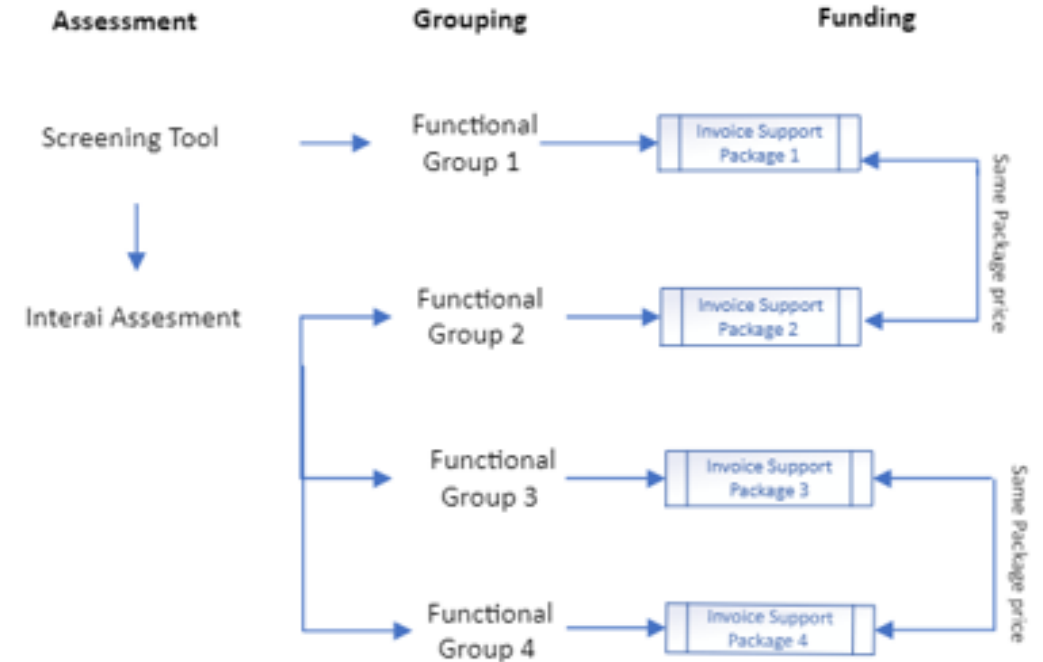 Assessment
Grouping
Funding
Screening Tool
Functional
Group 1
Invoice Support
Package 1
Same Package price
Interai Assesment
Functional
Group 2
Invoice Support
Package 2
Functional
Group 3
Invoice Support
Package 3
Same Package price
Functional
Group 4
Invoice Support
Package 4